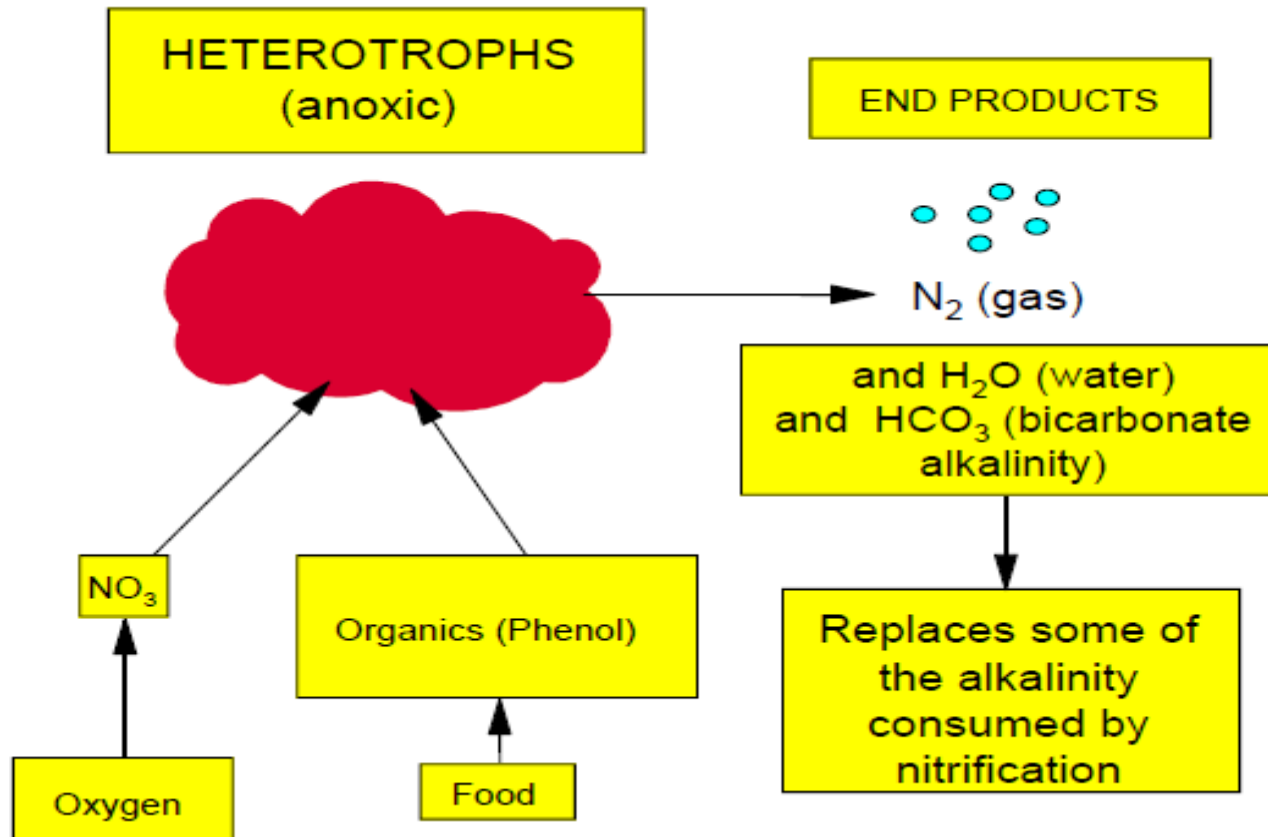 HETEROTROPHS
(anoxic)
END PRODUCTS
N₂ (gas)
and H₂O (water)
and HCO₃ (bicarbonate
alkalinity)
NO₃
Organics (Phenol)
Replaces some of
the alkalinity
consumed by
nitrification
Oxygen
Food